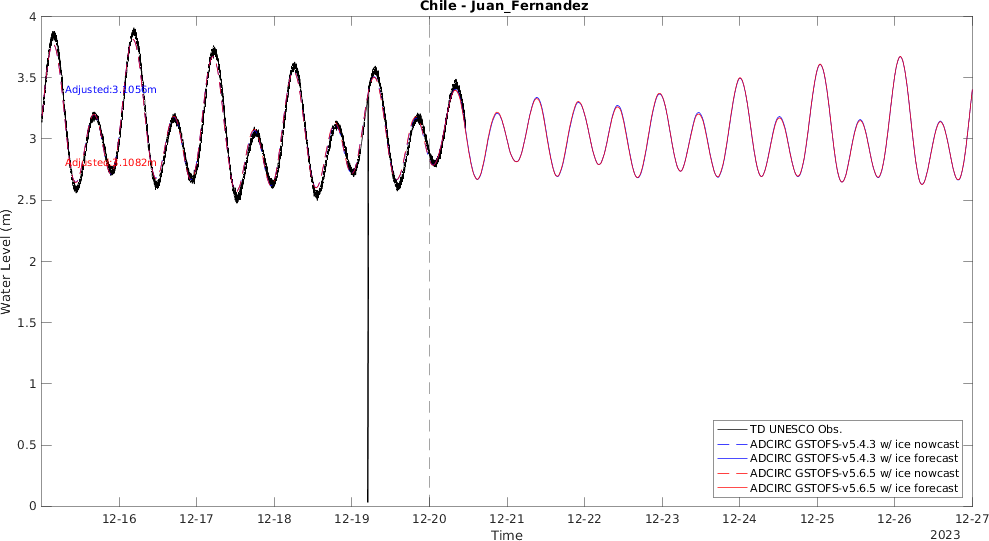 Chile - Juan_Fernandez
4
3.5
3
2.5
2
1.5
1
0.5
0
Water Level (m)
Adjusted:3.1056m
Adjusted:3.1082m
TD UNESCO Obs.
ADCIRC GSTOFS-v5.4.3 w/ ice nowcast
ADCIRC GSTOFS-v5.4.3 w/ ice forecast
ADCIRC GSTOFS-v5.6.5 w/ ice nowcast
ADCIRC GSTOFS-v5.6.5 w/ ice forecast
12-16 12-17 12-18 12-19 12-20 12-21 12-22 12-23 12-24 12-25 12-26 12-27
Time
2023